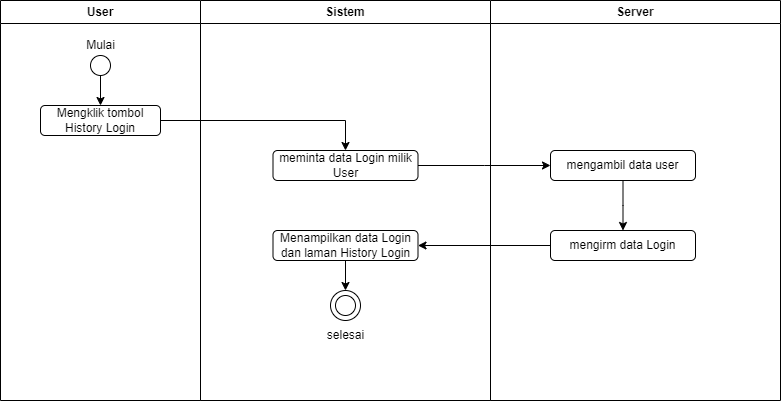 User
Sistem
Server
Mulai
Mengklik tombol
History Login
meminta data Login milik
User
mengambil data user
mengirm data Login
Menampilkan data Login
dan laman History Login
selesai